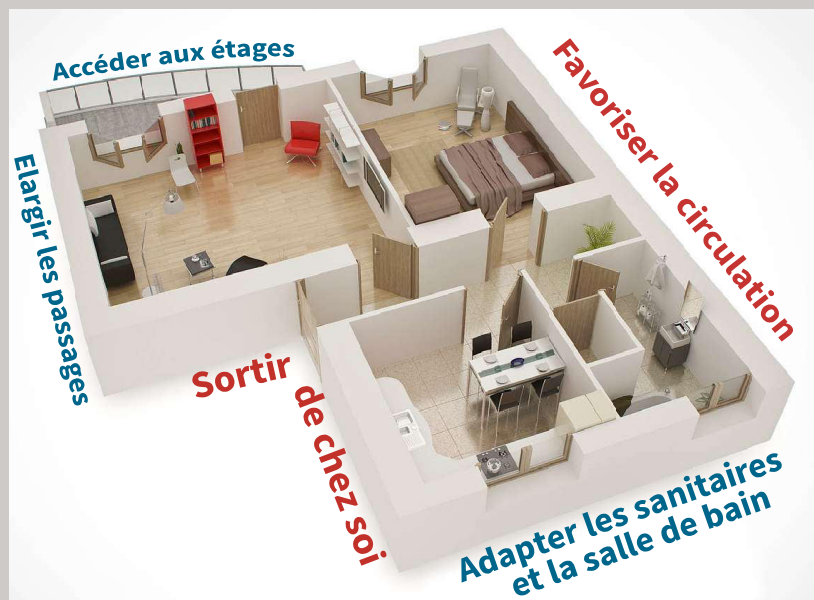 Accéder aux étages
Favoriser la circulation
Elargir les passages
Sortir
de chez soi
Adapter les sanitaires
et la salle de bain